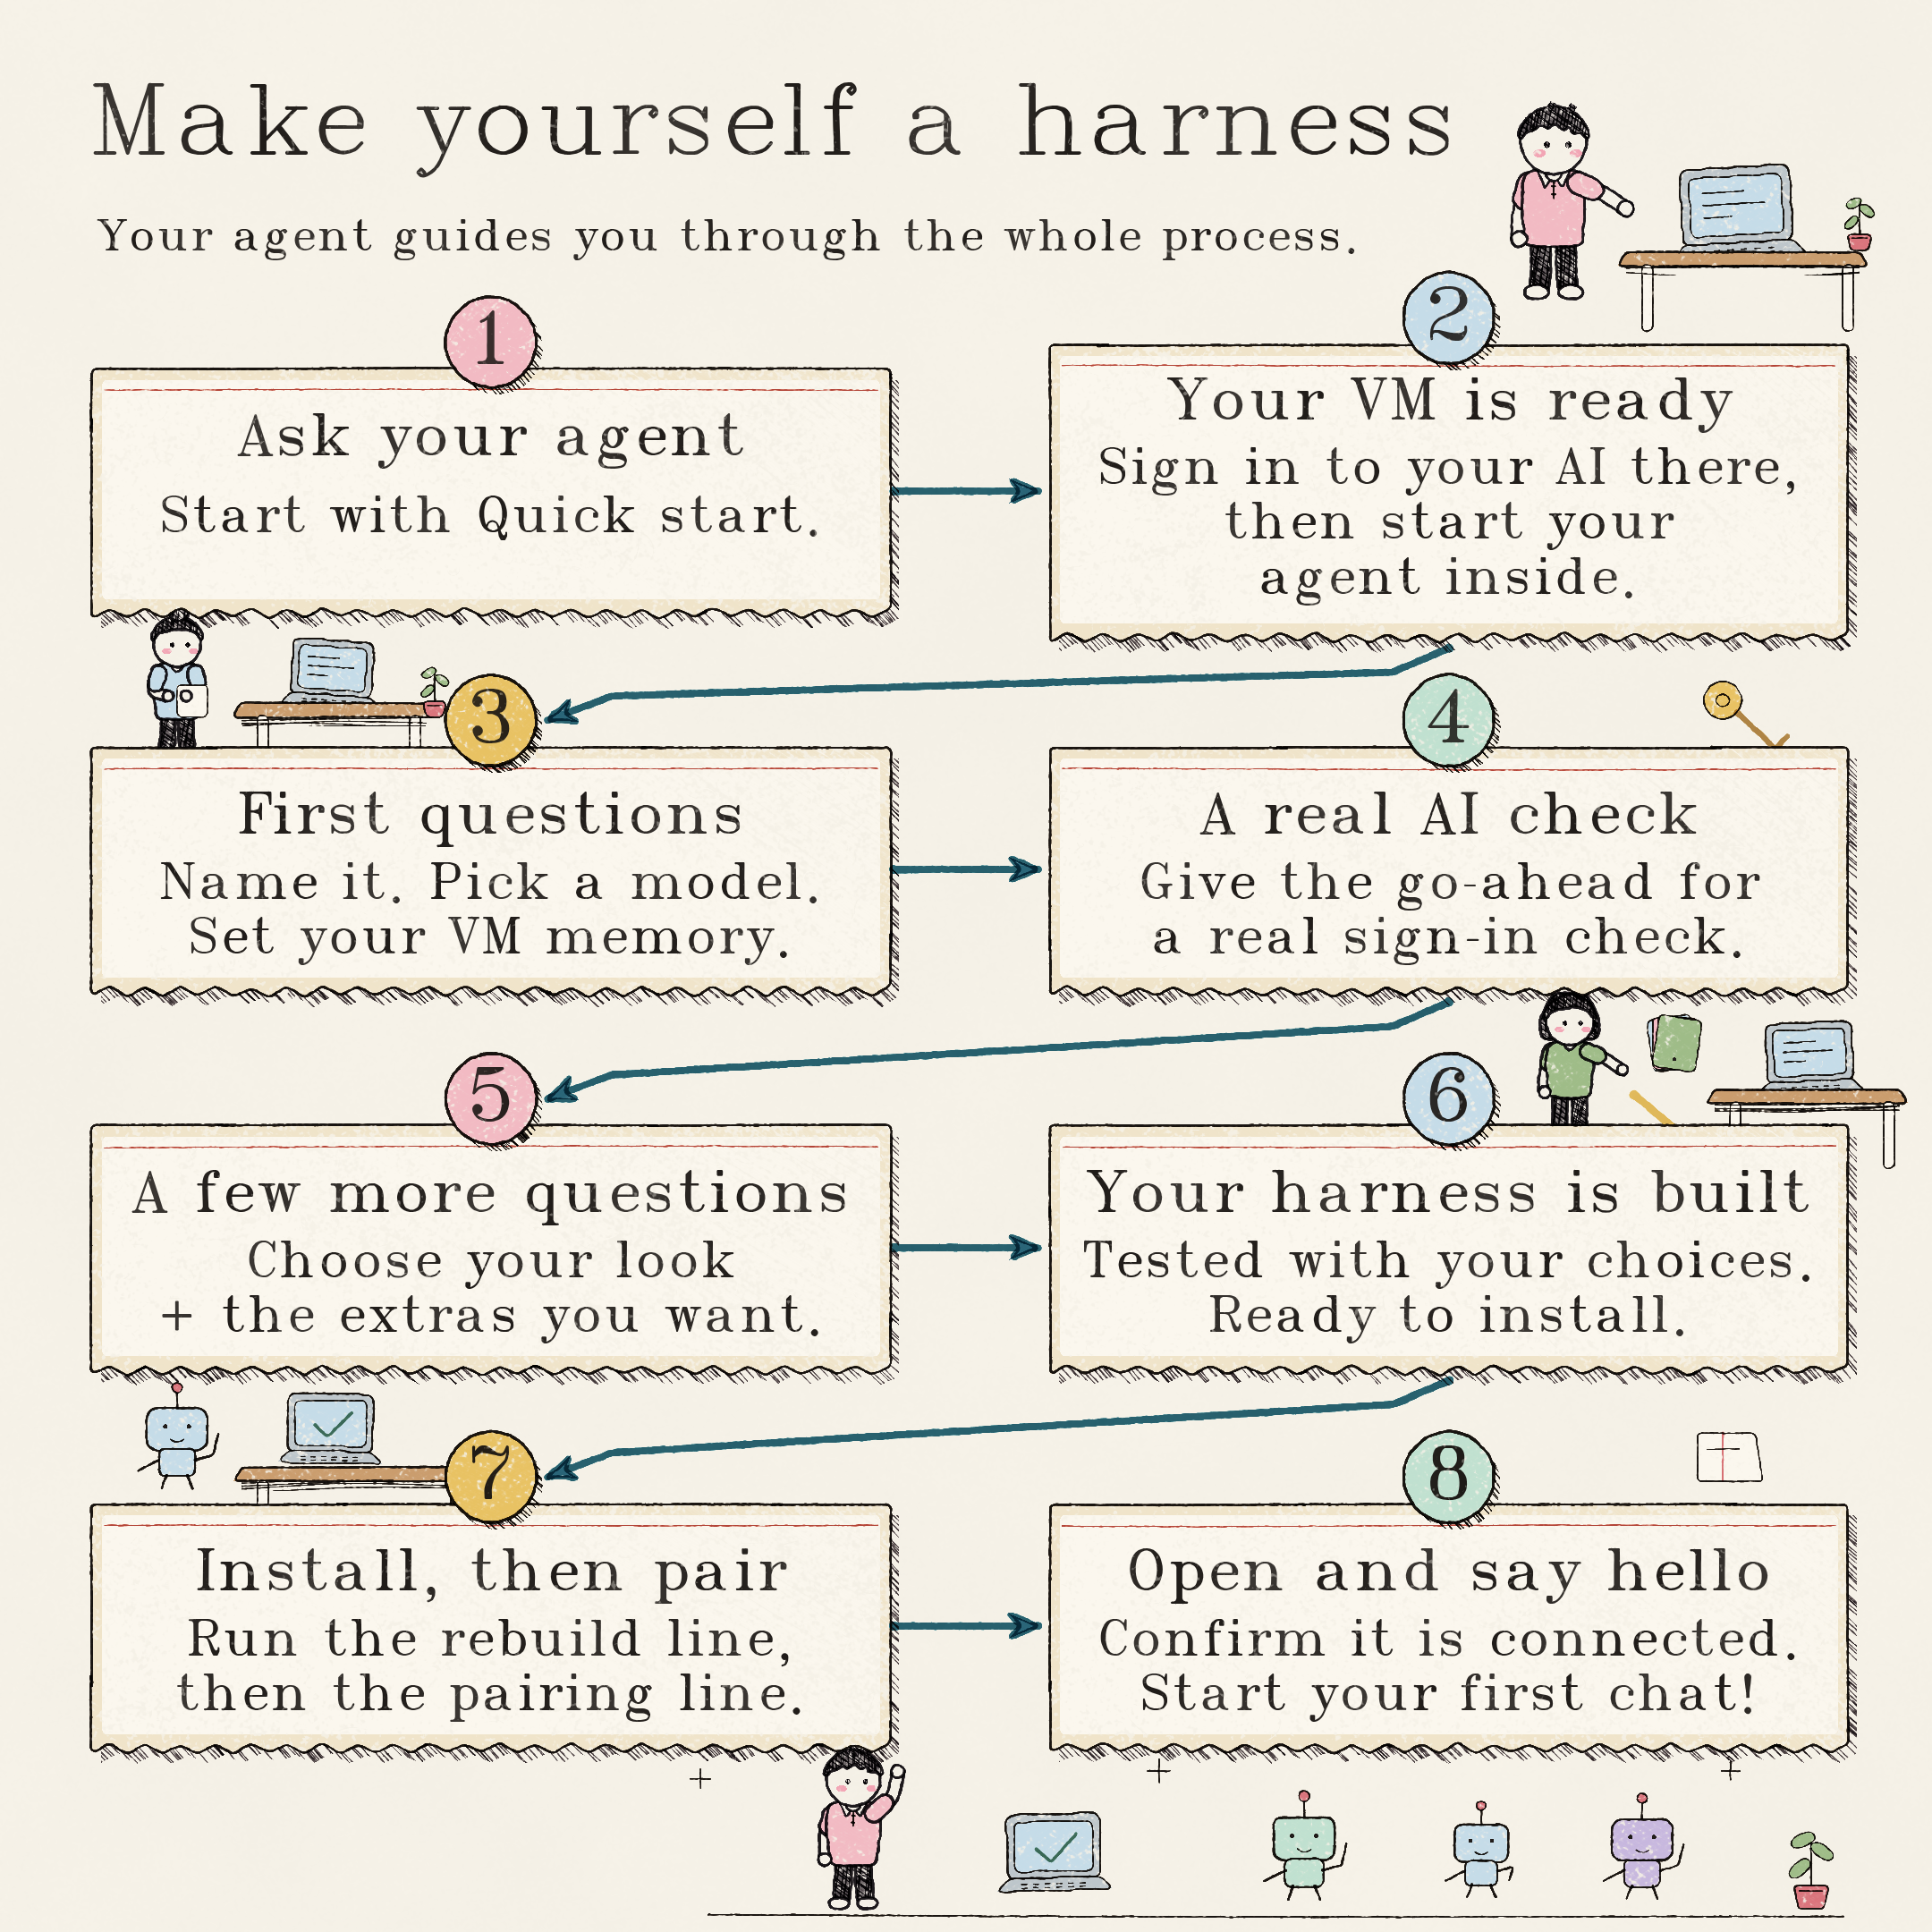 Make yourself a harness
Your agent guides you through the whole process.
1
Ask your agent
Start with Quick start.
2
Your VM is ready
Sign in to your AI there,
then start your
agent inside.
3
First questions
Name it. Pick a model.
Set your VM memory.
4
A real AI check
Give the go-ahead for
a real sign-in check.
5
A few more questions
Choose your look
+ the extras you want.
6
Your harness is built
Tested with your choices.
Ready to install.
7
Install, then pair
Run the rebuild line,
then the pairing line.
8
Open and say hello
Confirm it is connected.
Start your first chat!